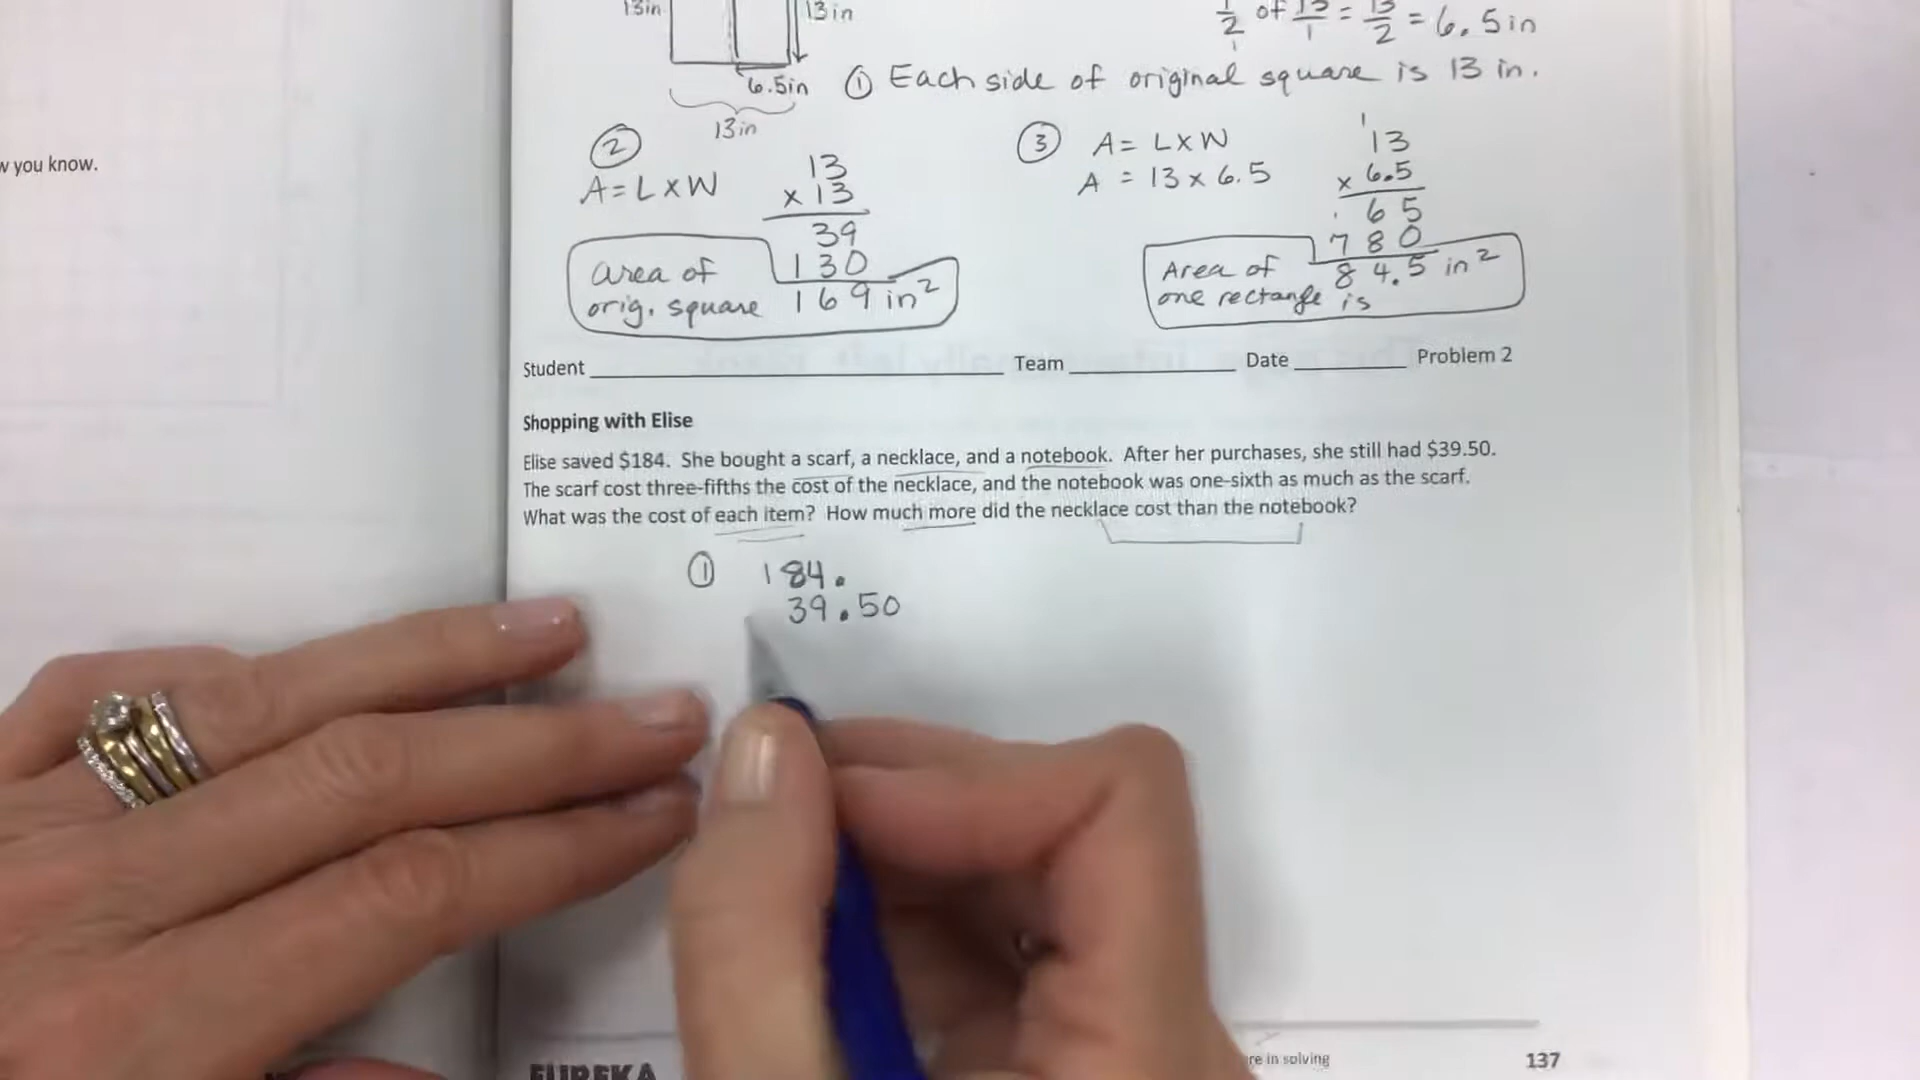 13in
13in
1/2 of 13/1 = 13/2 = 6.5in
6.5in
① Each side of original square is 13 in.
13in
②
A=LxW
13
x 13
39
130
169 in²
area of
orig. square
③ A= LxW
A = 13 x 6.5
1
13
x 6.5
65
780
84.5 in²
Area of
one rectangle is
w you know.
Student Team Date Problem 2
Shopping with Elise
Elise saved $184. She bought a scarf, a necklace, and a notebook. After her purchases, she still had $39.50.
The scarf cost three-fifths the cost of the necklace, and the notebook was one-sixth as much as the scarf.
What was the cost of each item? How much more did the necklace cost than the notebook?
① 184.
39.50
EUREKA
re in solving
137